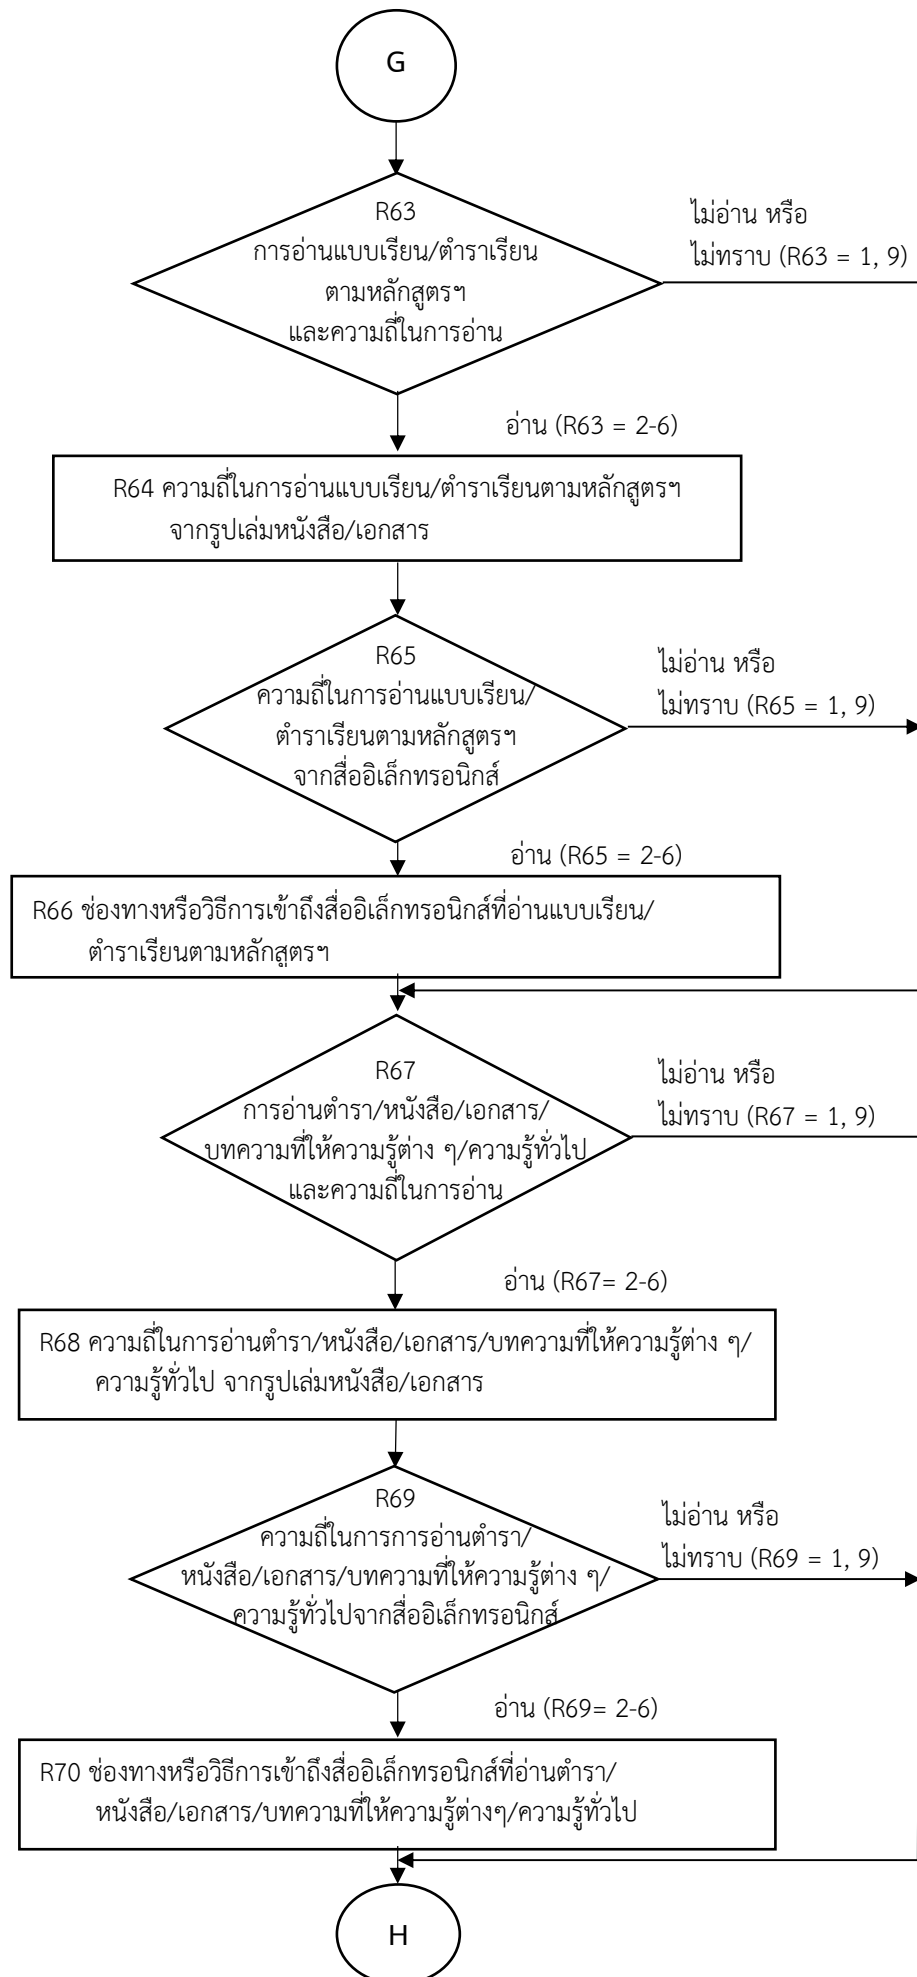 G
R63
การอ่านแบบเรียน/ตำราเรียน
ตามหลักสูตรฯ
และความถี่ในการอ่าน
ไม่อ่าน หรือ
ไม่ทราบ (R63 = 1, 9)
อ่าน (R63 = 2-6)
R64 ความถี่ในการอ่านแบบเรียน/ตำราเรียนตามหลักสูตรฯ
จากรูปเล่มหนังสือ/เอกสาร
R65
ความถี่ในการอ่านแบบเรียน/
ตำราเรียนตามหลักสูตรฯ
จากสื่ออิเล็กทรอนิกส์
ไม่อ่าน หรือ
ไม่ทราบ (R65 = 1, 9)
อ่าน (R65 = 2-6)
R66 ช่องทางหรือวิธีการเข้าถึงสื่ออิเล็กทรอนิกส์ที่อ่านแบบเรียน/
ตำราเรียนตามหลักสูตรฯ
R67
การอ่านตำรา/หนังสือ/เอกสาร/
บทความที่ให้ความรู้ต่าง ๆ/ความรู้ทั่วไป
และความถี่ในการอ่าน
ไม่อ่าน หรือ
ไม่ทราบ (R67 = 1, 9)
อ่าน (R67= 2-6)
R68 ความถี่ในการอ่านตำรา/หนังสือ/เอกสาร/บทความที่ให้ความรู้ต่าง ๆ/
ความรู้ทั่วไป จากรูปเล่มหนังสือ/เอกสาร
R69
ความถี่ในการการอ่านตำรา/
หนังสือ/เอกสาร/บทความที่ให้ความรู้ต่าง ๆ/
ความรู้ทั่วไปจากสื่ออิเล็กทรอนิกส์
ไม่อ่าน หรือ
ไม่ทราบ (R69 = 1, 9)
อ่าน (R69= 2-6)
R70 ช่องทางหรือวิธีการเข้าถึงสื่ออิเล็กทรอนิกส์ที่อ่านตำรา/
หนังสือ/เอกสาร/บทความที่ให้ความรู้ต่างๆ/ความรู้ทั่วไป
H